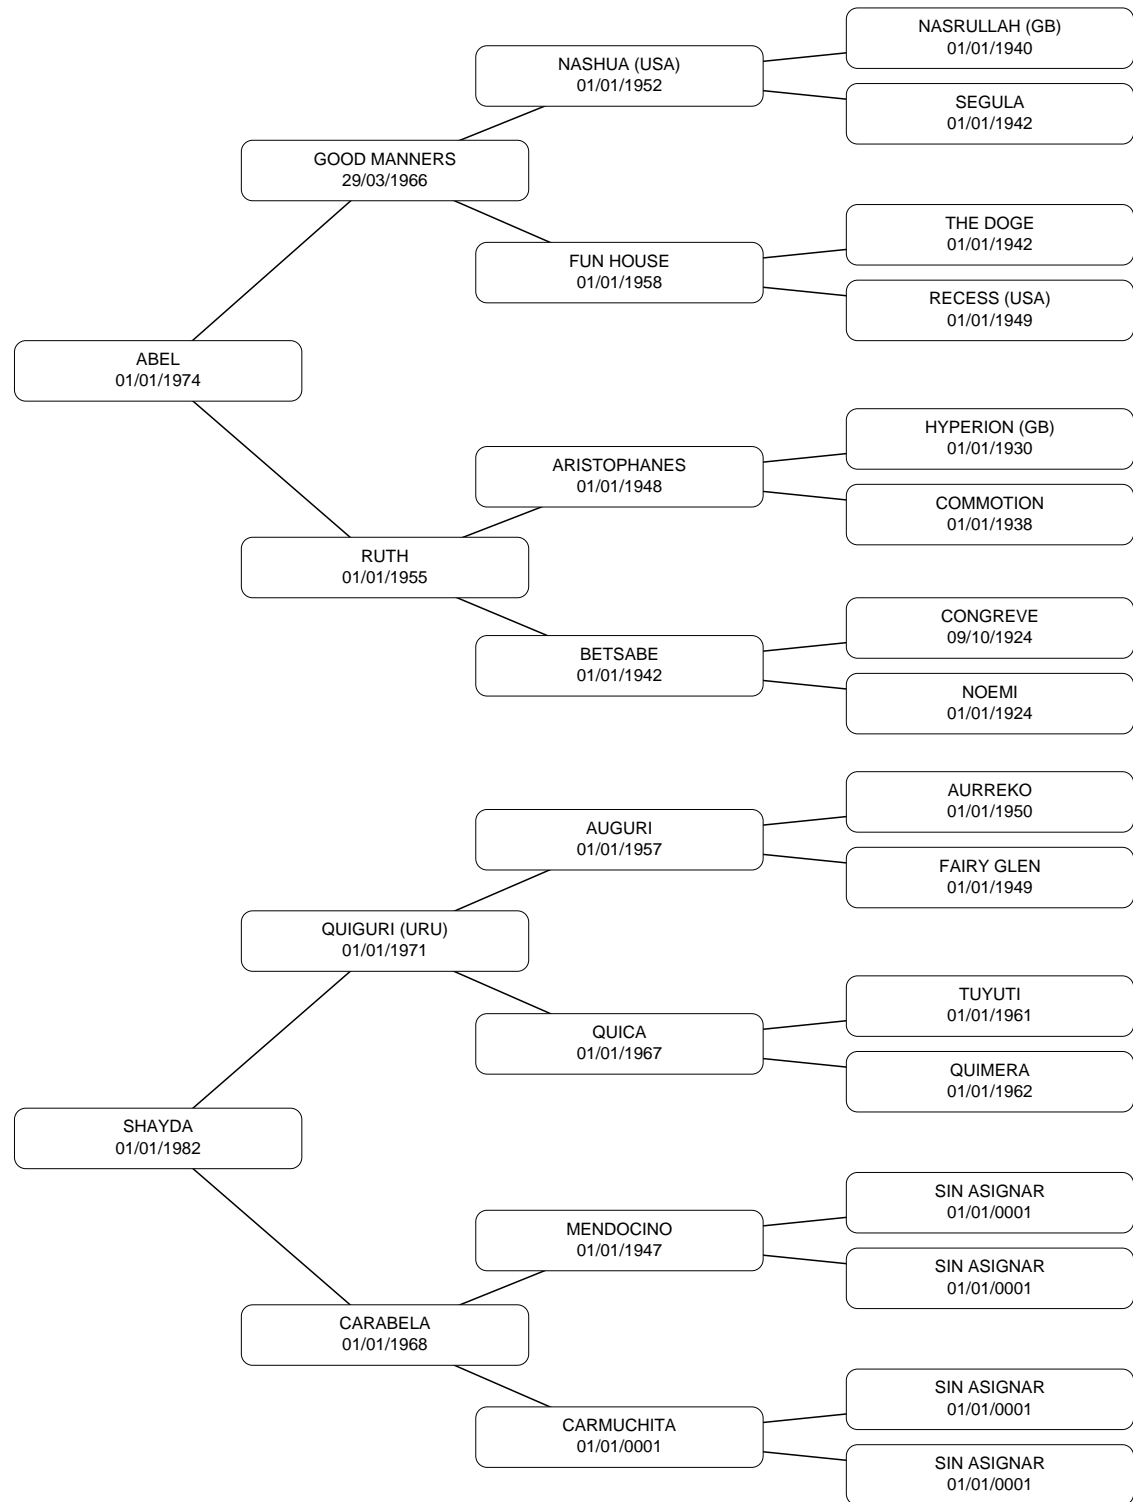 NASRULLAH (GB)
01/01/1940
NASHUA (USA)
01/01/1952
SEGULA
01/01/1942
GOOD MANNERS
29/03/1966
THE DOGE
01/01/1942
FUN HOUSE
01/01/1958
RECESS (USA)
01/01/1949
ABEL
01/01/1974
HYPERION (GB)
01/01/1930
ARISTOPHANES
01/01/1948
COMMOTION
01/01/1938
RUTH
01/01/1955
CONGREVE
09/10/1924
BETSABE
01/01/1942
NOEMI
01/01/1924
AURREKO
01/01/1950
AUGURI
01/01/1957
FAIRY GLEN
01/01/1949
QUIGURI (URU)
01/01/1971
TUYUTI
01/01/1961
QUICA
01/01/1967
QUIMERA
01/01/1962
SHAYDA
01/01/1982
SIN ASIGNAR
01/01/0001
MENDOCINO
01/01/1947
SIN ASIGNAR
01/01/0001
CARABELA
01/01/1968
SIN ASIGNAR
01/01/0001
CARMUCHITA
01/01/0001
SIN ASIGNAR
01/01/0001